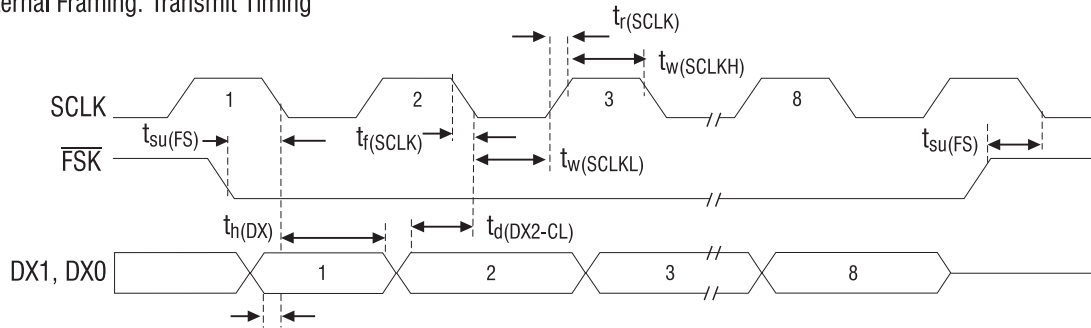 Framing: Transmit Timing
tr(SCLK)
tw(SCLKH)
SCLK 1 2 3 8
tsu(FS) tf(SCLK) tsu(FS)
FSK tw(SCLKL)
th(DX) td(DX2-CL)
DX1, DX0 1 2 3 8